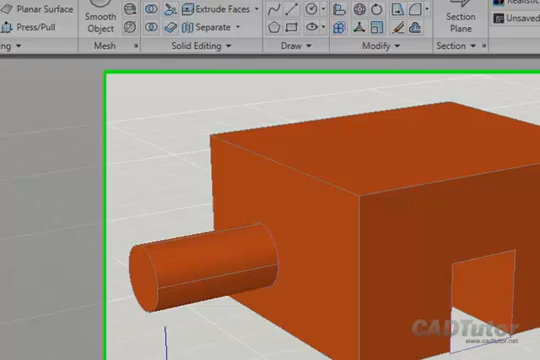 Planar Surface
Press/Pull
Smooth
Object
Extrude Faces
Separate
Section
Plane
Realistic
Unsaved
Mesh
Solid Editing
Draw
Modify
Section
CADTutor
www.cadtutor.net